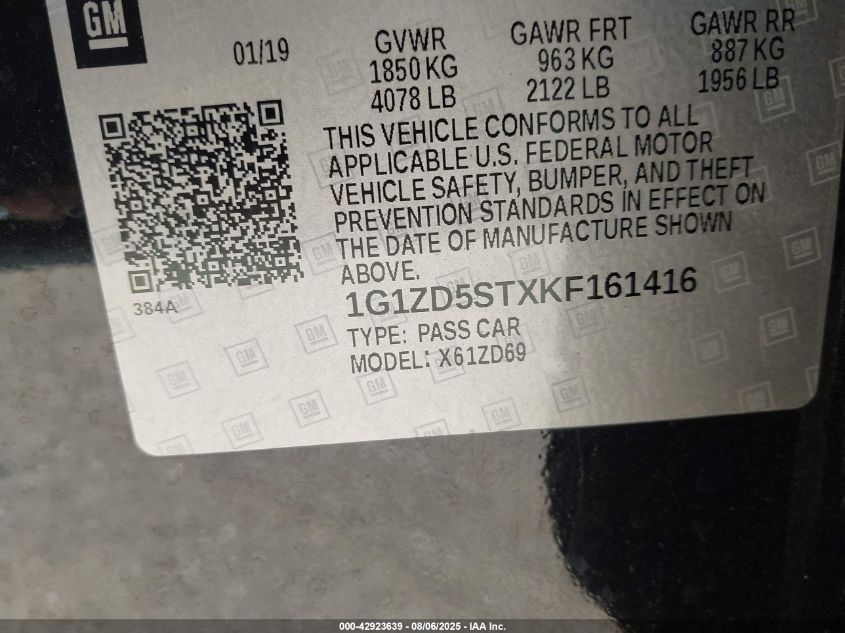 GM
01/19
GVWR GAWR FRT GAWR RR
1850 KG 963 KG 887 KG
4078 LB 2122 LB 1956 LB
THIS VEHICLE CONFORMS TO ALL
APPLICABLE U.S. FEDERAL MOTOR
VEHICLE SAFETY, BUMPER, AND THEFT
PREVENTION STANDARDS IN EFFECT ON
THE DATE OF MANUFACTURE SHOWN
ABOVE.
384A
1G1ZD5STXKF161416
TYPE: PASS CAR
MODEL: X61ZD69
000-42923639 - 08/06/2025 - IAA Inc.